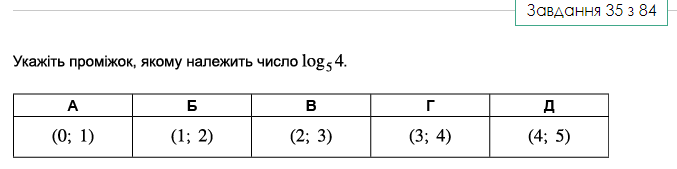 Завдання 35 з 84
Укажіть проміжок, якому належить число log₅4.
А Б В Г Д
(0; 1) (1; 2) (2; 3) (3; 4) (4; 5)